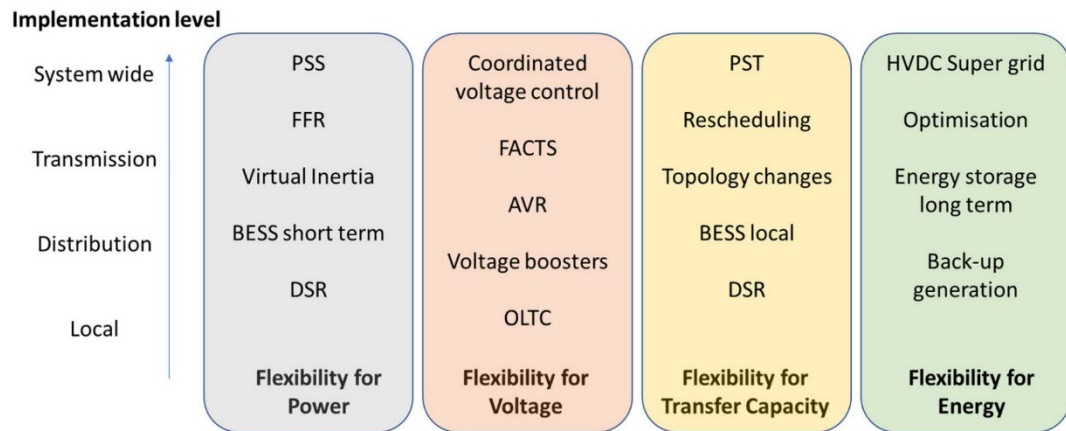 Implementation level
System wide
Transmission
Distribution
Local
PSS
FFR
Virtual Inertia
BESS short term
DSR
Flexibility for
Power
Coordinated
voltage control
FACTS
AVR
Voltage boosters
OLTC
Flexibility for
Voltage
PST
Rescheduling
Topology changes
BESS local
DSR
Flexibility for
Transfer Capacity
HVDC Super grid
Optimisation
Energy storage
long term
Back-up
generation
Flexibility for
Energy